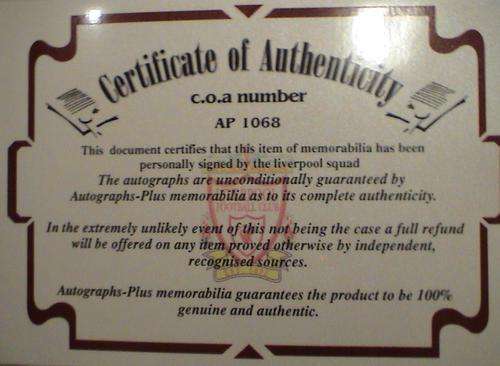 Certificate of Authenticity
c.o.a number
AP 1068
This document certifies that this item of memorabilia has been
personally signed by the liverpool squad
The autographs are unconditionally guaranteed by
Autographs-Plus memorabilia as to its complete authenticity.
FOOTBALL CLUB
In the extremely unlikely event of this not being the case a full refund
will be offered on any item proved otherwise by independent,
recognised sources.
Autographs-Plus memorabilia guarantees the product to be 100%
genuine and authentic.